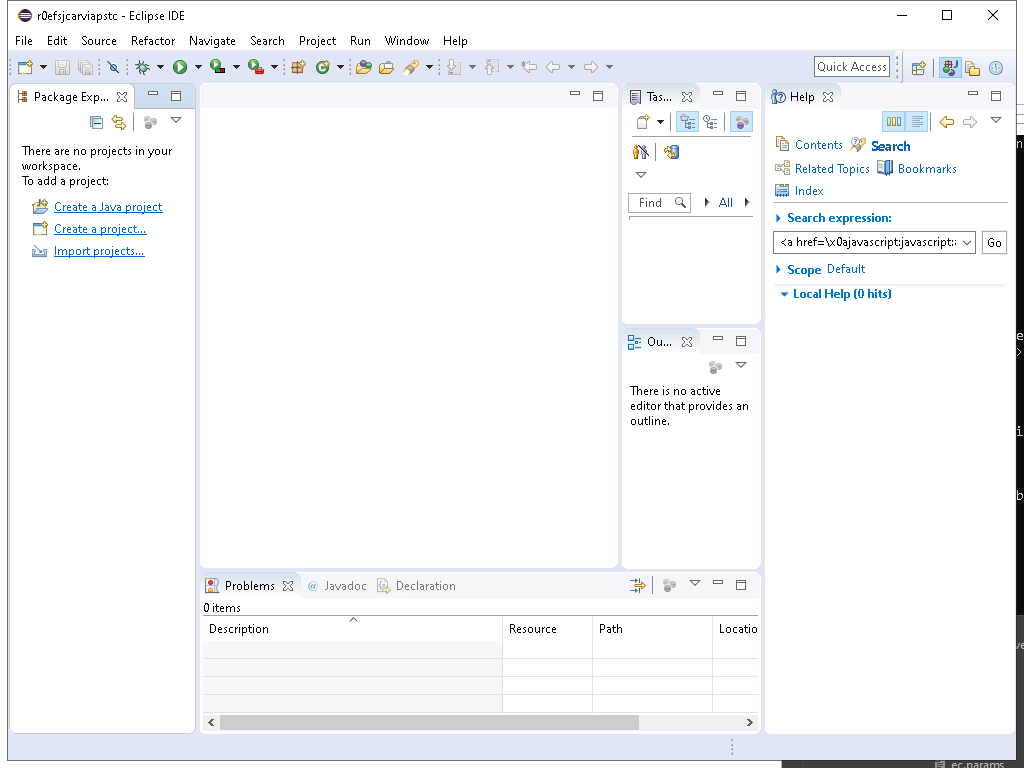 r0efsjcarviapstc - Eclipse IDE
File Edit Source Refactor Navigate Search Project Run Window Help
Quick Access
Package Exp...
There are no projects in your
workspace.
To add a project:
Create a Java project
Create a project...
Import projects...
Tas...
Find
All
Ou...
There is no active
editor that provides an
outline.
Help
Contents Search
Related Topics Bookmarks
Index
Search expression:
<a href=\x0ajavascript:javascript:
Go
Scope Default
Local Help (0 hits)
Problems @ Javadoc Declaration
0 items
Description Resource Path Locatio
ec.params